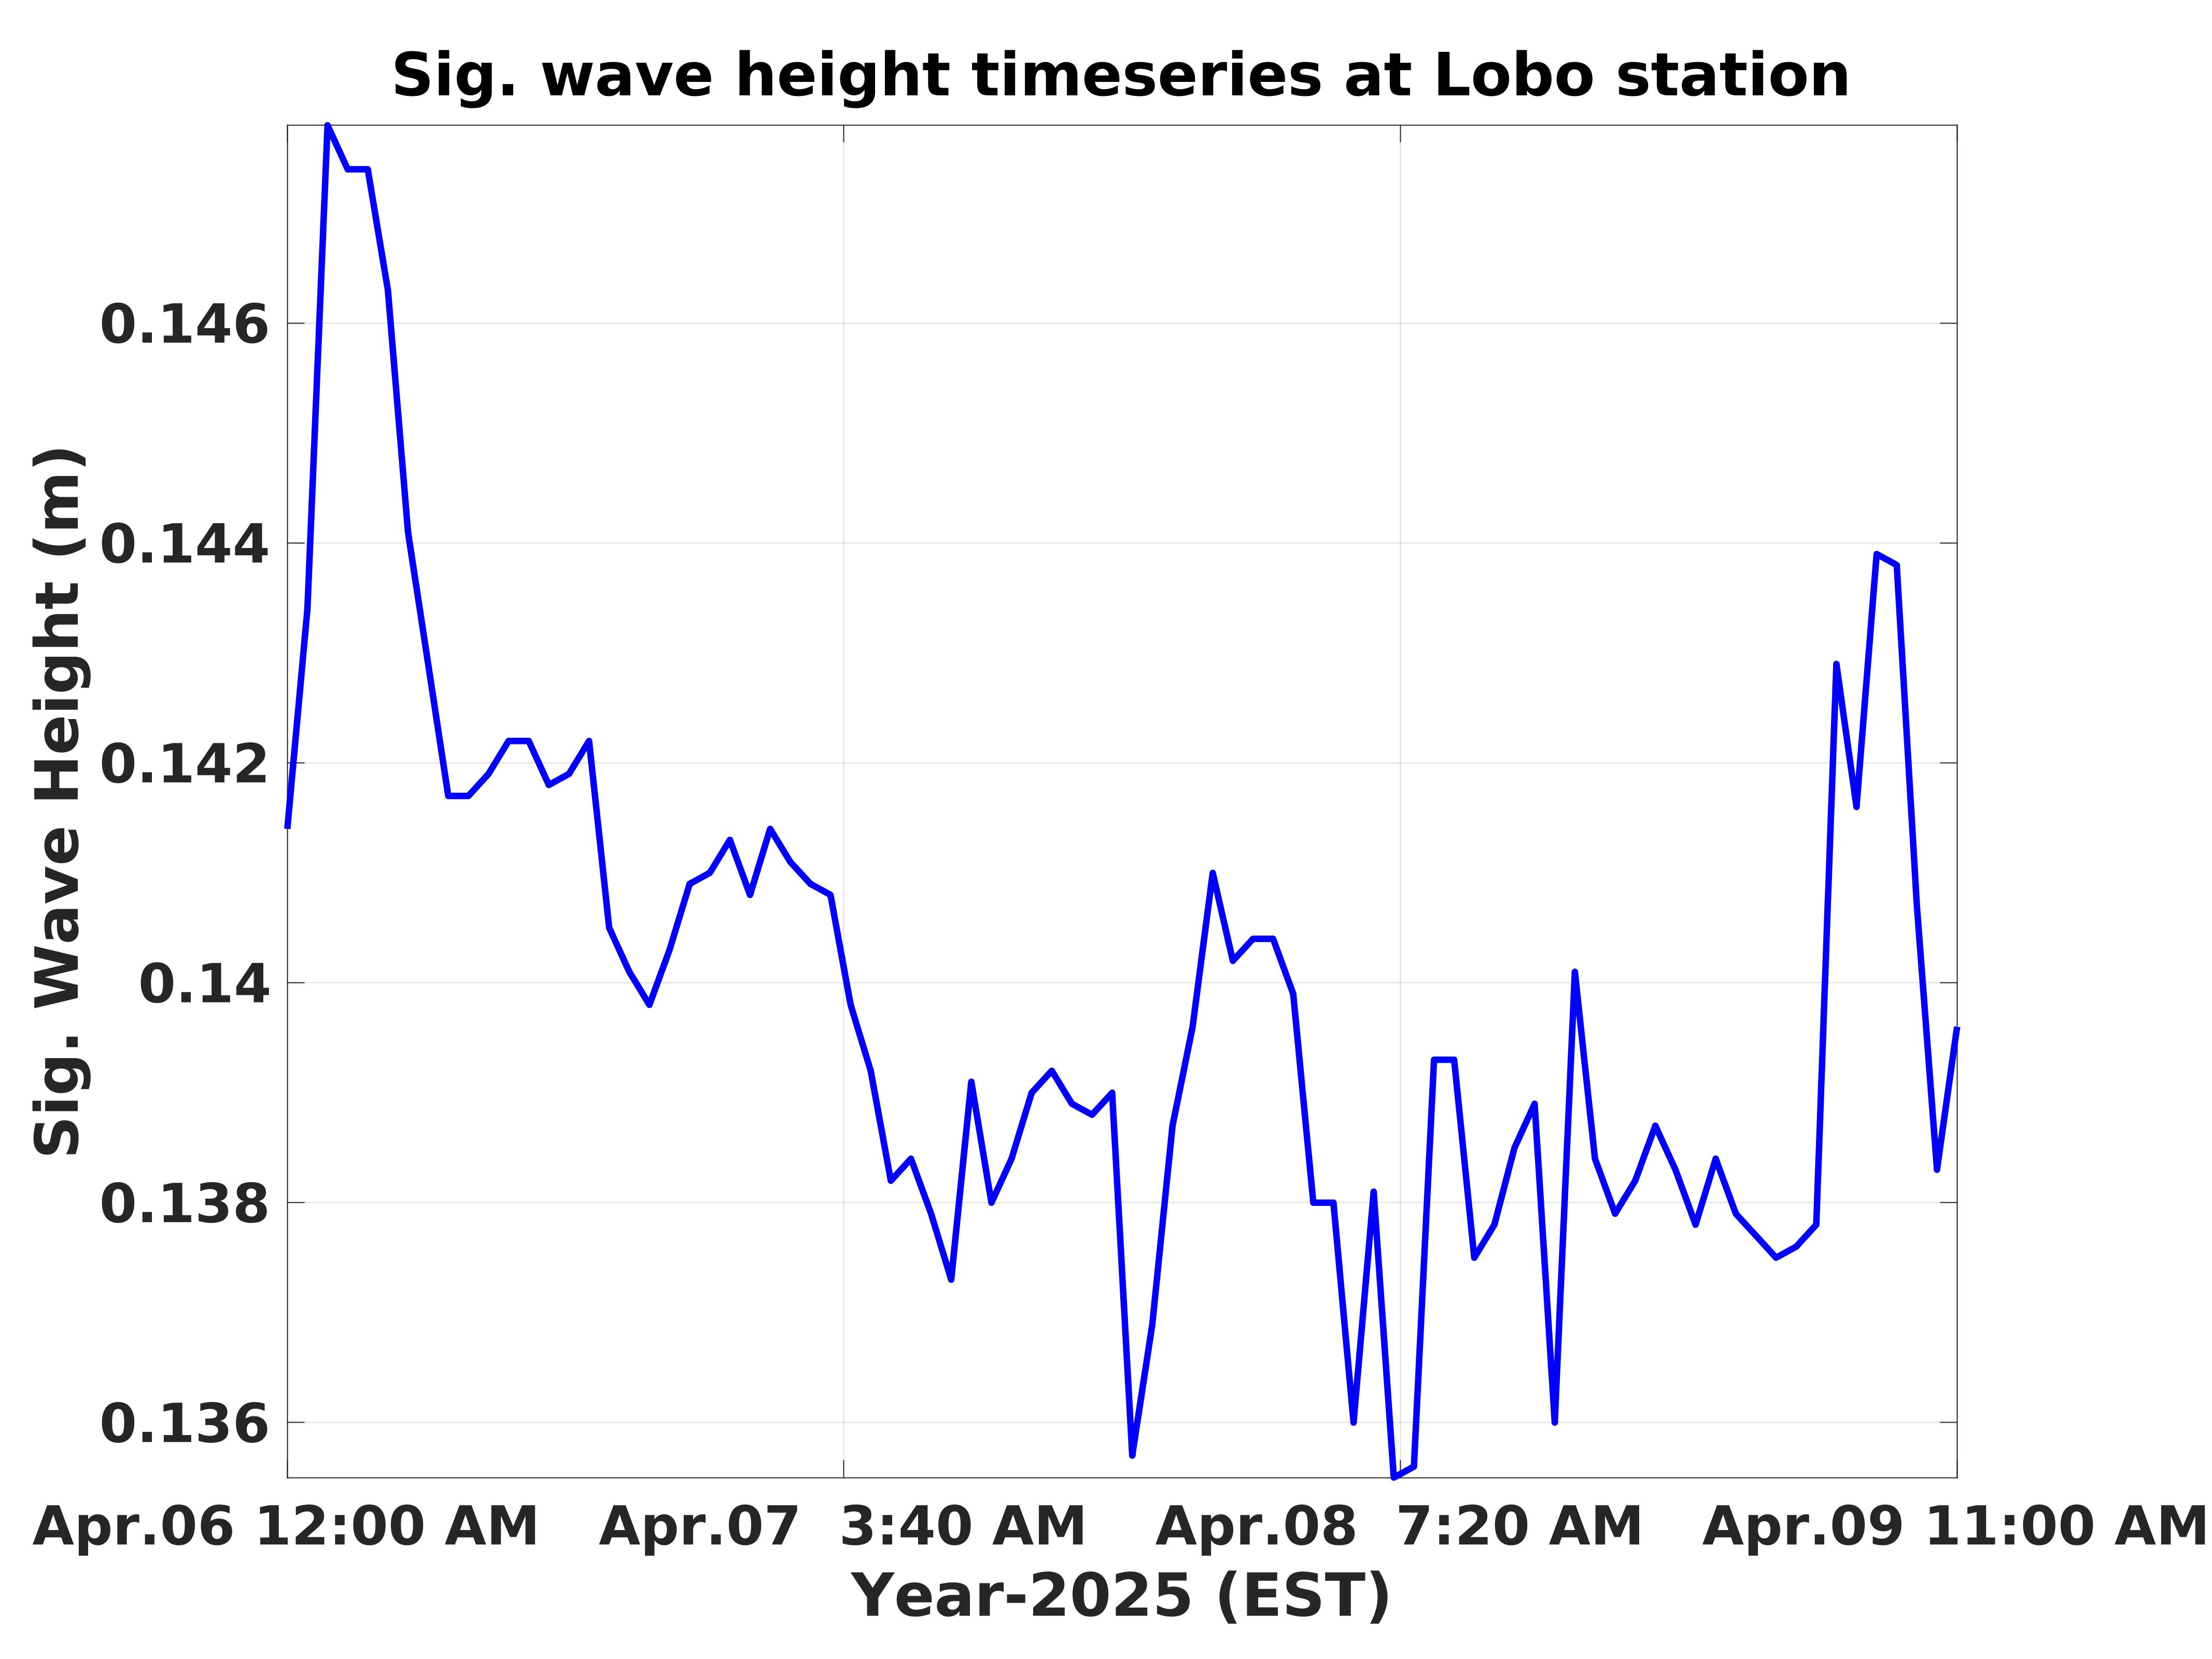 Sig. wave height timeseries at Lobo station
Sig. Wave Height (m)
0.146
0.144
0.142
0.14
0.138
0.136
Apr.06 12:00 AM Apr.07 3:40 AM Apr.08 7:20 AM Apr.09 11:00 AM
Year-2025 (EST)